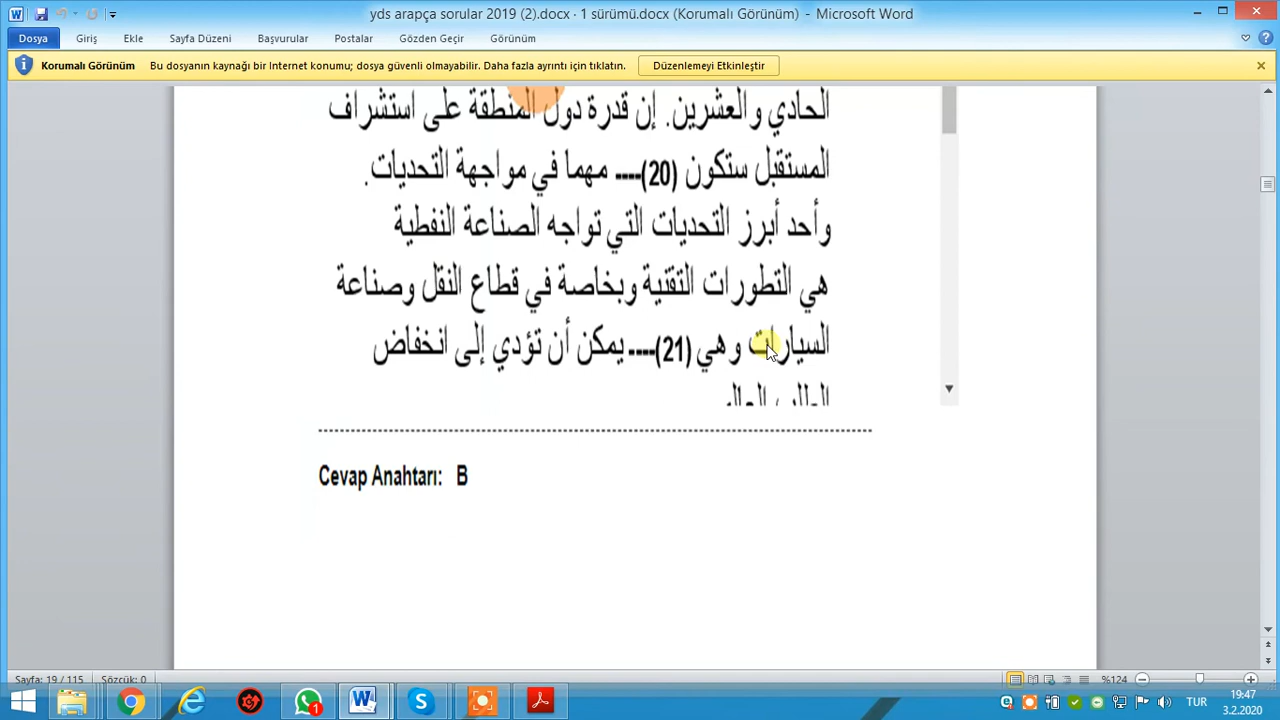 yds arapça sorular 2019 (2).docx · 1 sürümü.docx (Korumalı Görünüm) - Microsoft Word
Dosya Giriş Ekle Sayfa Düzeni Başvurular Postalar Gözden Geçir Görünüm
Korumalı Görünüm Bu dosyanın kaynağı bir Internet konumu; dosya güvenli olmayabilir. Daha fazla ayrıntı için tıklatın. Düzenlemeyi Etkinleştir
الحادي والعشرين. إن قدرة دول المنطقة على استشراف
المستقبل ستكون (20)---- مهما في مواجهة التحديات.
وأحد أبرز التحديات التي تواجه الصناعة النفطية
هي التطورات التقتية وبخاصة في قطاع النقل وصناعة
السيارات وهي (21)---- يمكن أن تؤدي إلى انخفاض
Cevap Anahtarı: B
Sayfa: 19 / 115 Sözcük: 0 %124
1 TUR 19:47
3.2.2020